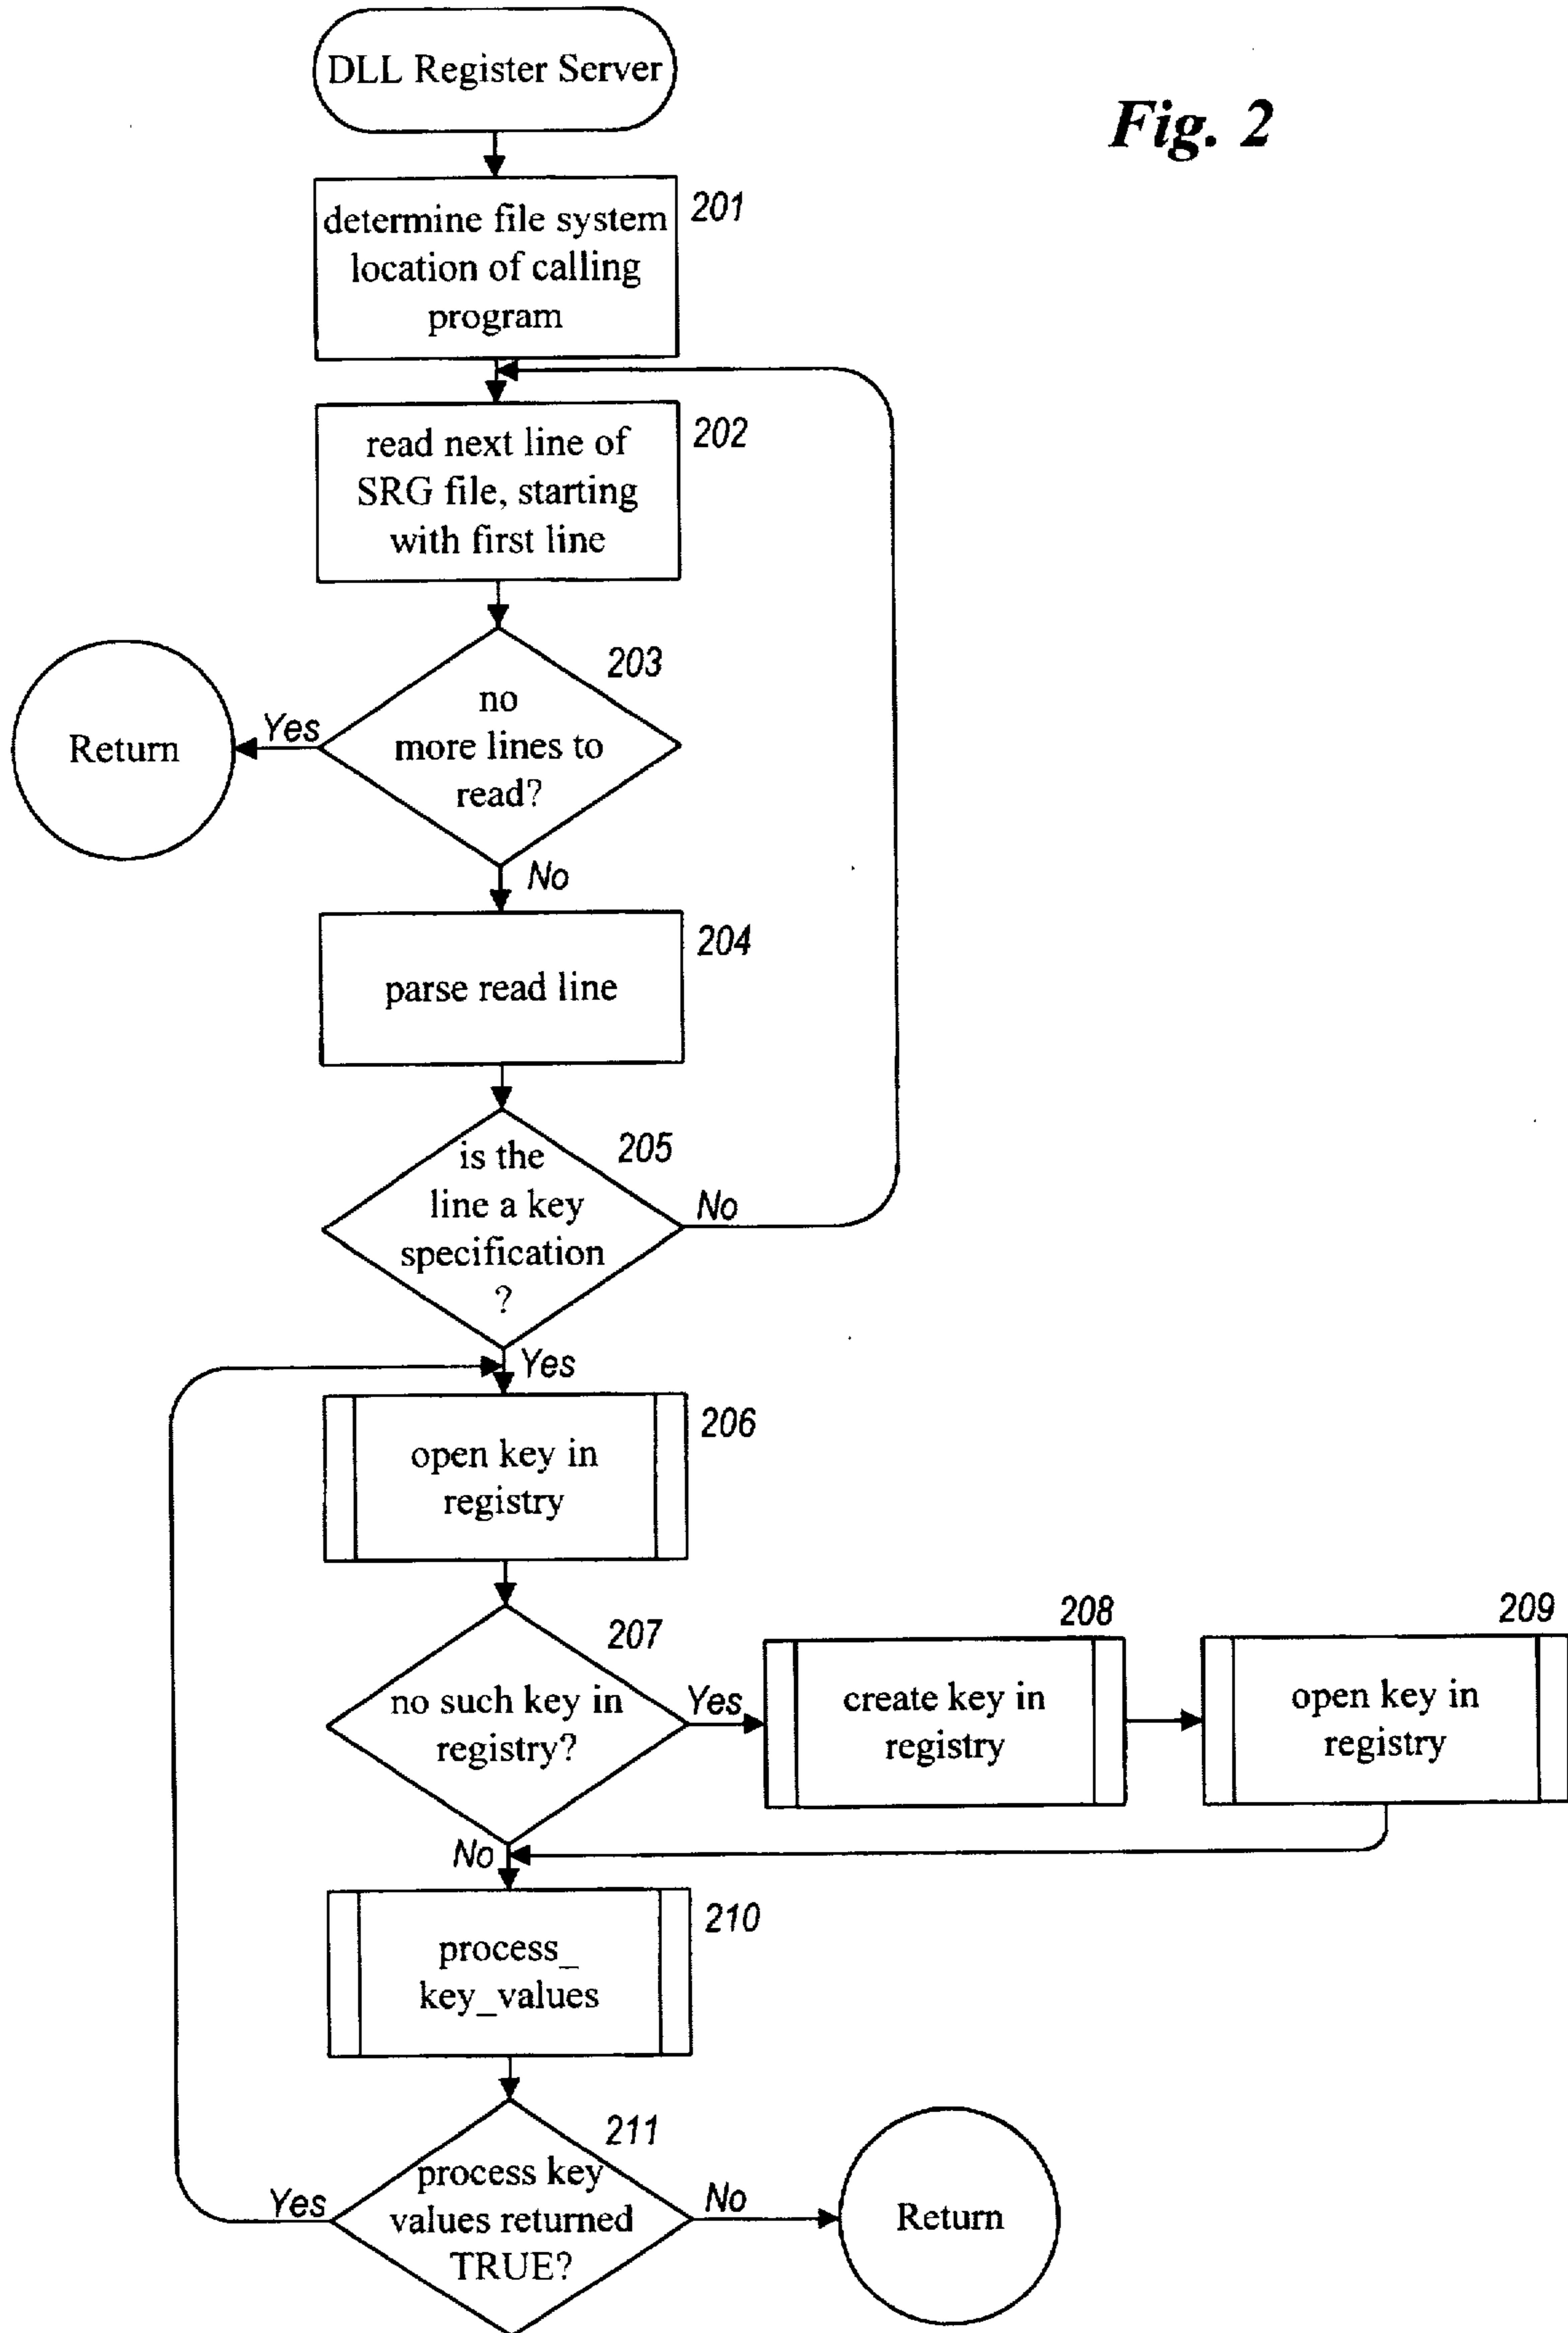 DLL Register Server
Fig. 2
201
determine file system
location of calling
program
202
read next line of
SRG file, starting
with first line
203
no
more lines to
read?
Yes
Return
No
204
parse read line
205
is the
line a key
specification
?
No
Yes
206
open key in
registry
207
no such key in
registry?
Yes
208
create key in
registry
209
open key in
registry
No
210
process_
key_values
211
process key
values returned
TRUE?
Yes
No
Return